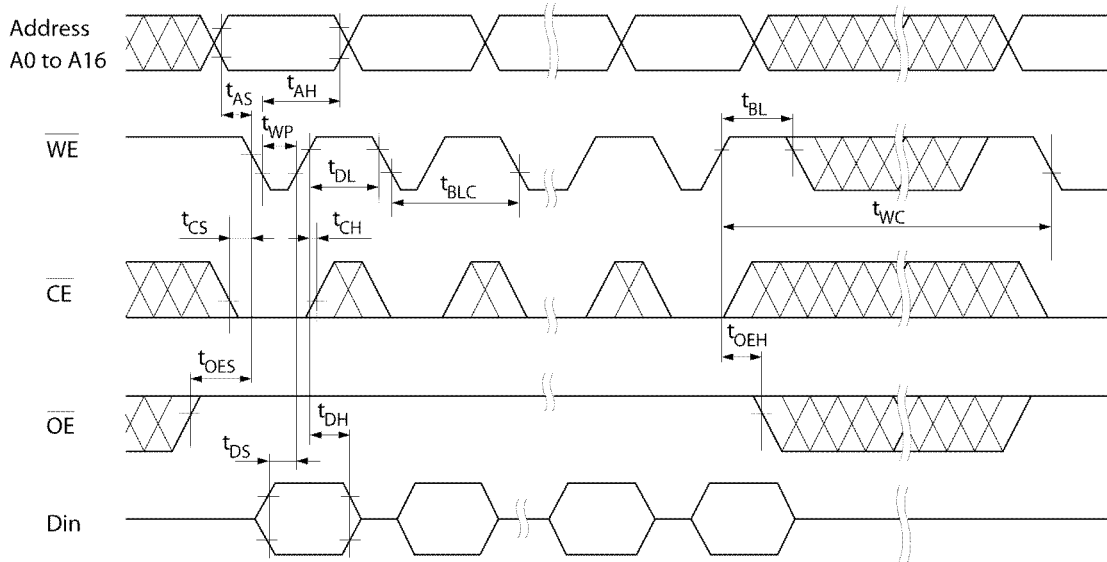 Address
A0 to A16
tAS
tAH
tWP
tBL
WE
tDL
tBLC
tWC
tCS
tCH
CE
tOEH
tOES
OE
tDH
tDS
Din